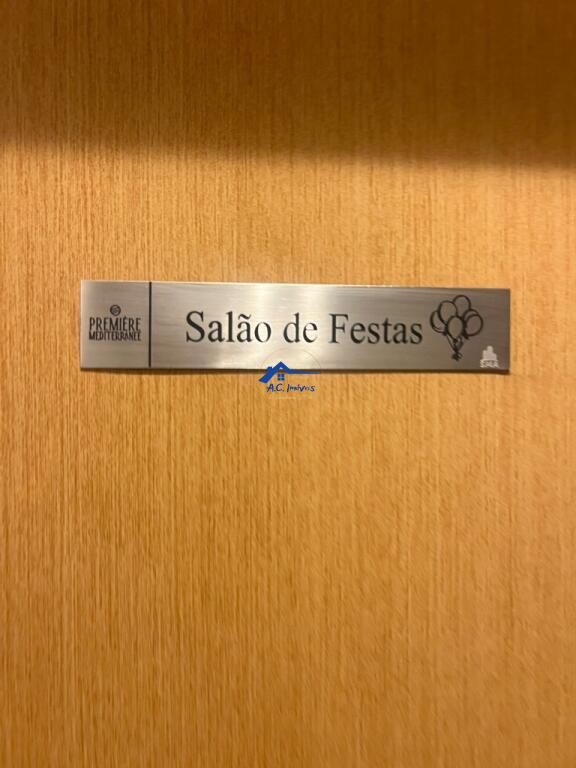 PREMIÈRE
MEDITERRANÉE
Salão de Festas
A.C. Imóveis